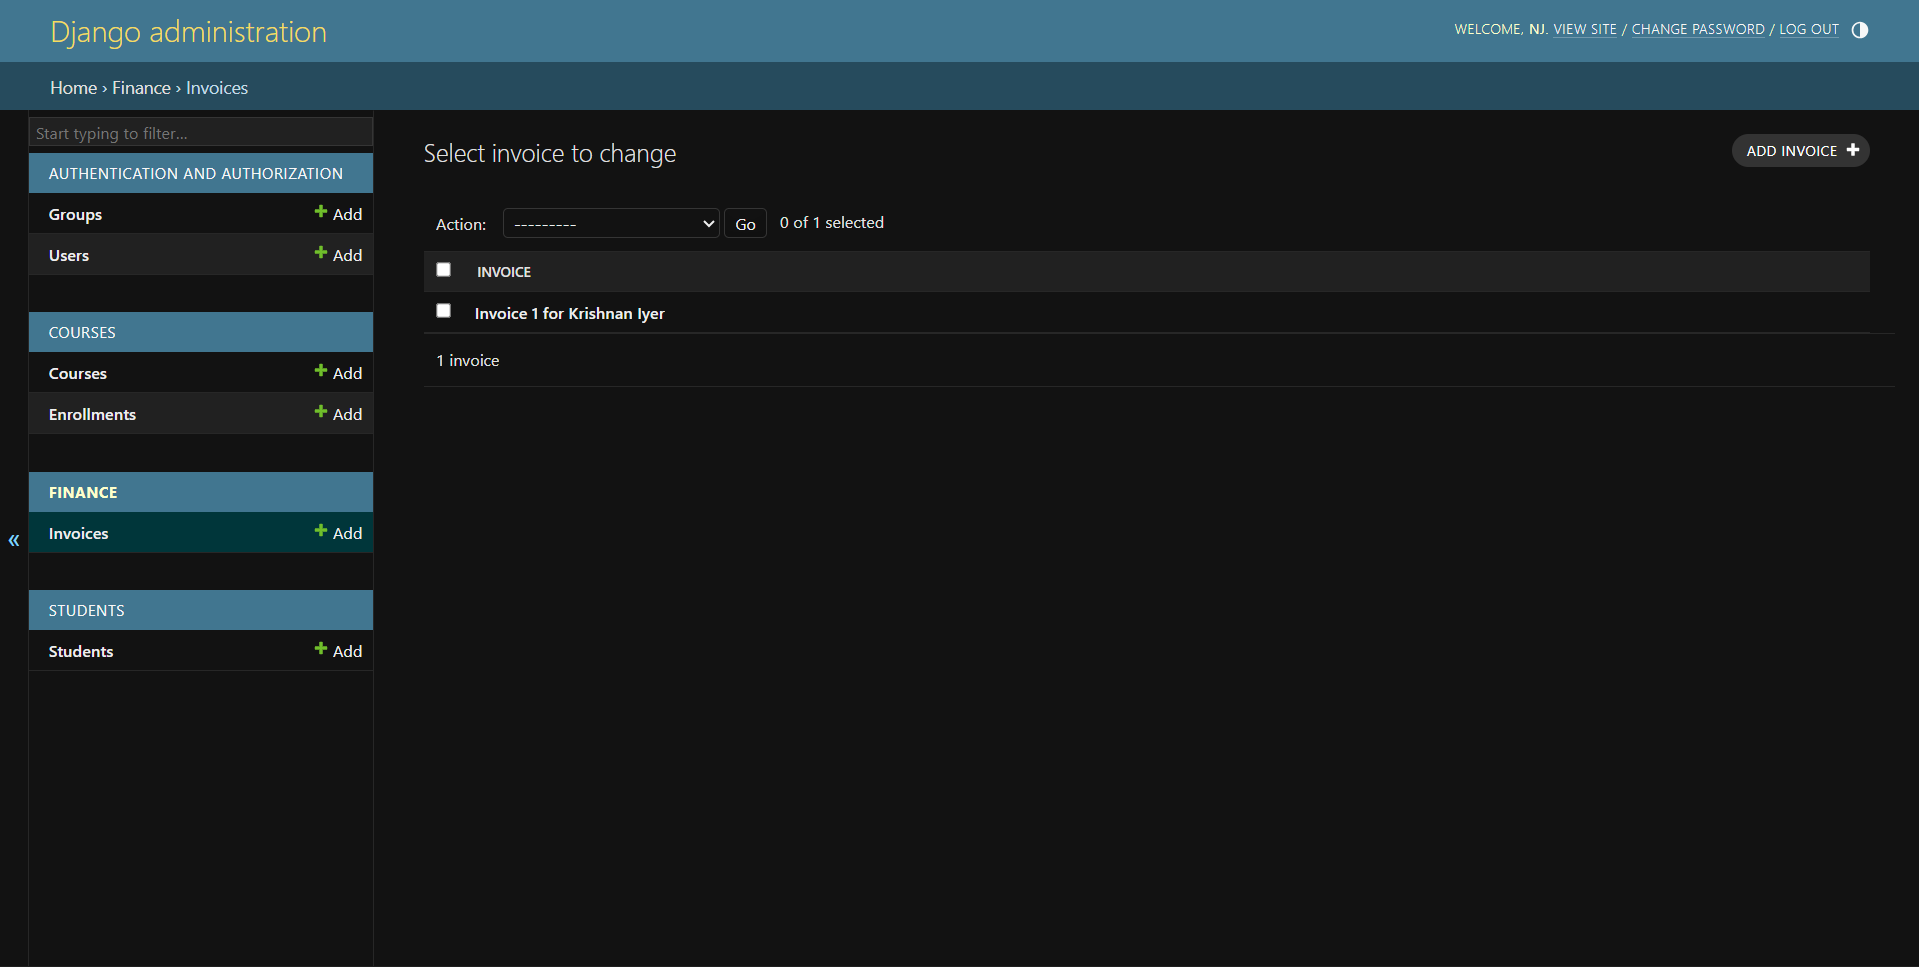 Django administration
WELCOME, NJ. VIEW SITE / CHANGE PASSWORD / LOG OUT
Home › Finance › Invoices
Start typing to filter...
AUTHENTICATION AND AUTHORIZATION
Groups Add
Users Add
COURSES
Courses Add
Enrollments Add
FINANCE
Invoices Add
STUDENTS
Students Add
«
Select invoice to change
ADD INVOICE
Action: --------- Go 0 of 1 selected
INVOICE
Invoice 1 for Krishnan Iyer
1 invoice